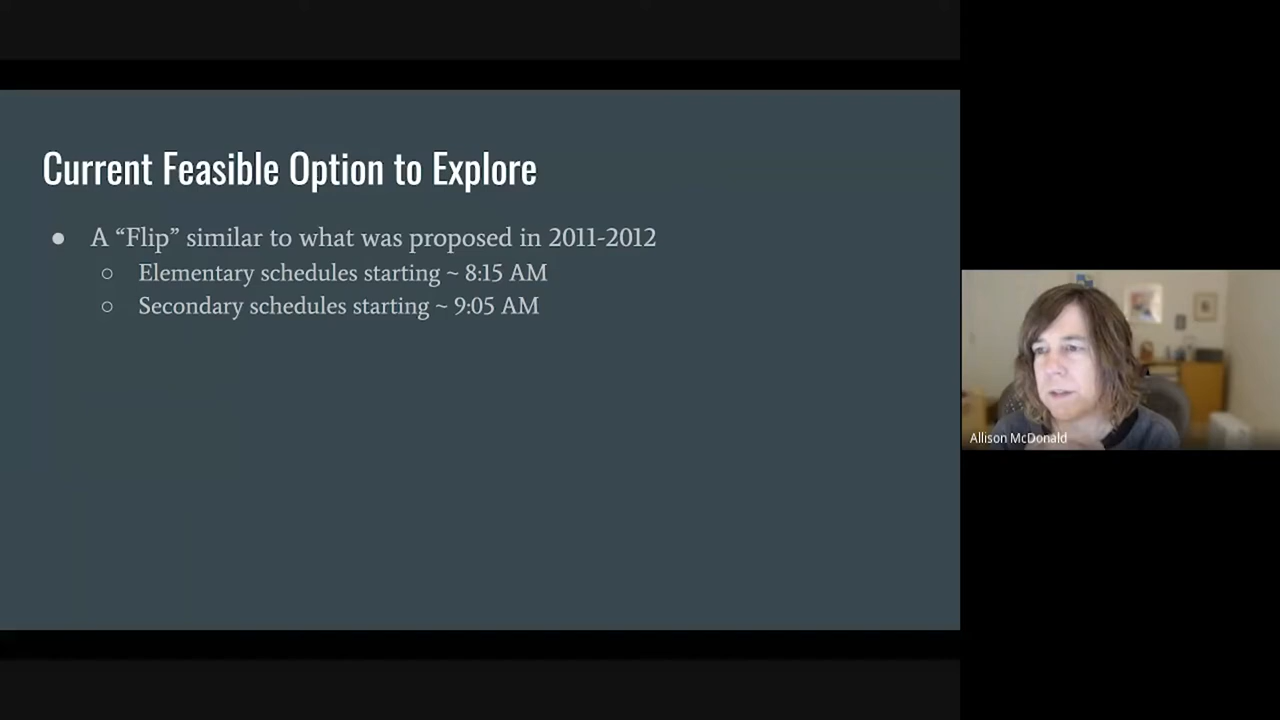 Current Feasible Option to Explore
● A “Flip” similar to what was proposed in 2011-2012
○ Elementary schedules starting ~ 8:15 AM
○ Secondary schedules starting ~ 9:05 AM
Allison McDonald